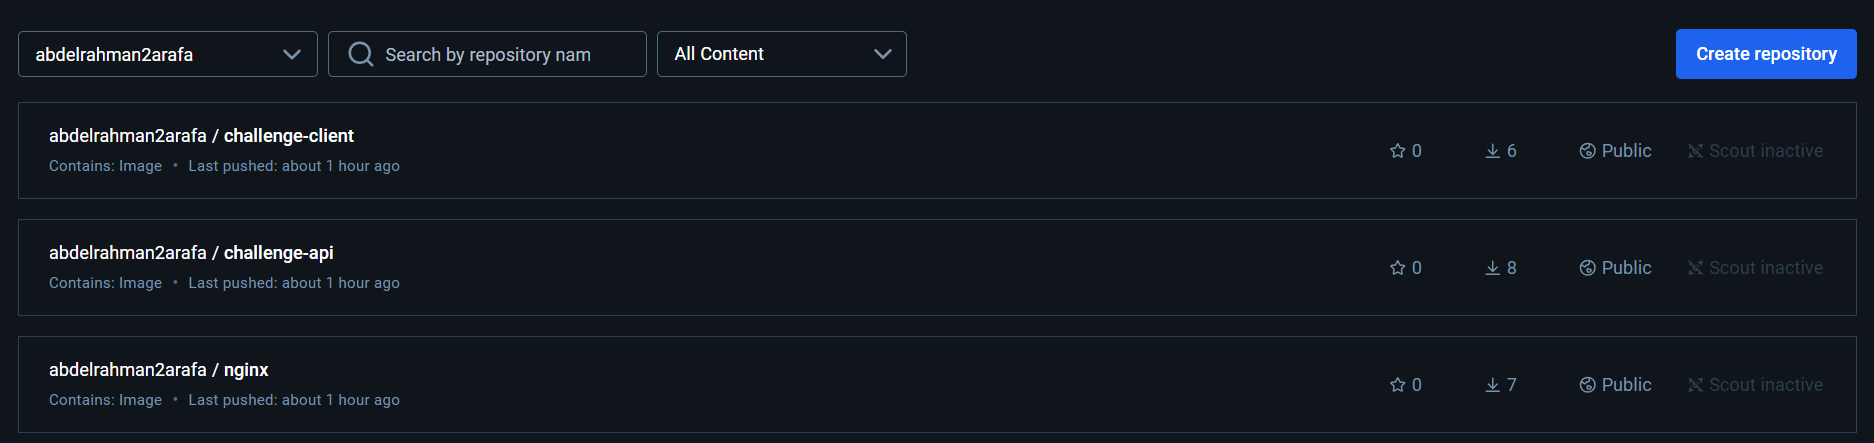 abdelrahman2arafa
Search by repository nam
All Content
Create repository
abdelrahman2arafa / challenge-client
Contains: Image • Last pushed: about 1 hour ago
0
6
Public
Scout inactive
abdelrahman2arafa / challenge-api
Contains: Image • Last pushed: about 1 hour ago
0
8
Public
Scout inactive
abdelrahman2arafa / nginx
Contains: Image • Last pushed: about 1 hour ago
0
7
Public
Scout inactive